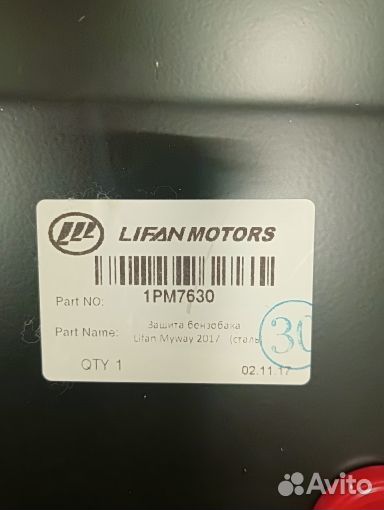 LIFAN MOTORS
Part NO: 1PM7630
Part Name: Защита бензобака
Lifan Myway 2017 (сталь
30
QTY 1
02.11.17
Avito